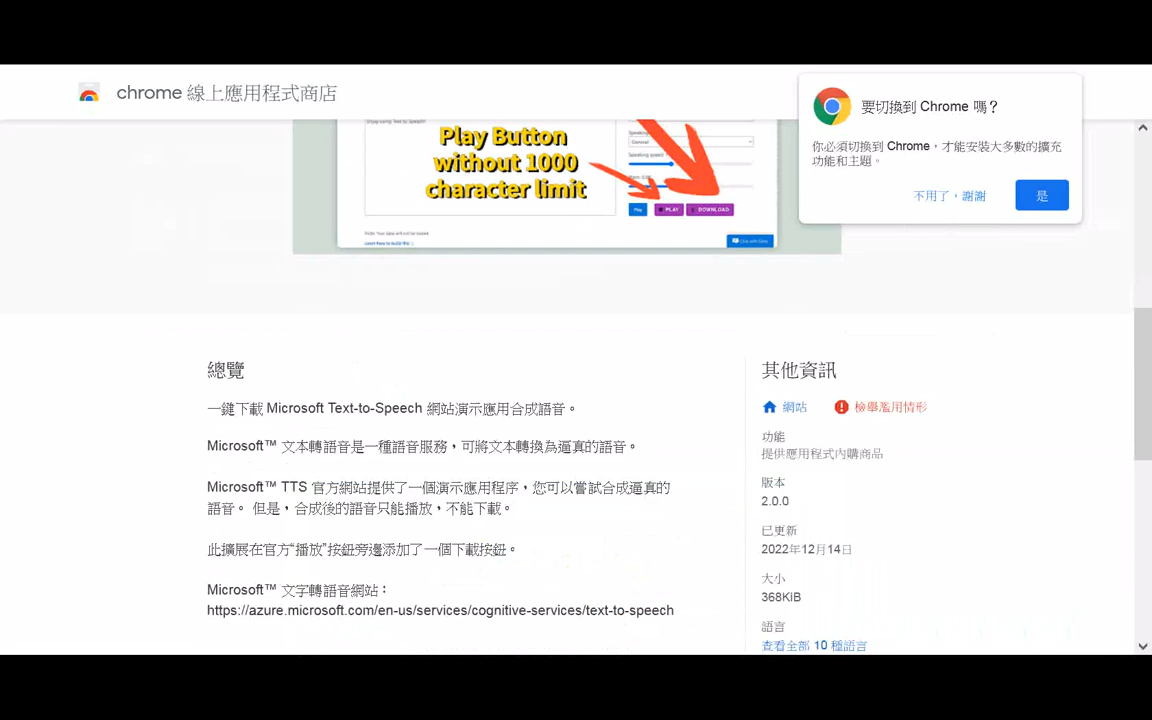 chrome 線上應用程式商店
要切換到 Chrome 嗎？
你必須切換到 Chrome，才能安裝大多數的擴充
功能和主題。
不用了，謝謝
是
Play Button
without 1000
character limit
General
Play
PLAY
DOWNLOAD
總覽
一鍵下載 Microsoft Text-to-Speech 網站演示應用合成語音。
Microsoft™ 文本轉語音是一種語音服務，可將文本轉換為逼真的語音。
Microsoft™ TTS 官方網站提供了一個演示應用程序，您可以嘗試合成逼真的
語音。 但是，合成後的語音只能播放，不能下載。
此擴展在官方“播放”按鈕旁邊添加了一個下載按鈕。
Microsoft™ 文字轉語音網站：
https://azure.microsoft.com/en-us/services/cognitive-services/text-to-speech
其他資訊
網站
檢舉濫用情形
功能
提供應用程式內購商品
版本
2.0.0
已更新
2022年12月14日
大小
368KiB
語言
查看全部 10 種語言